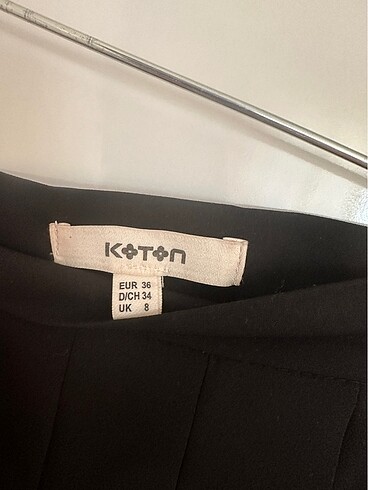 KOTON
EUR 36
D/CH 34
UK 8